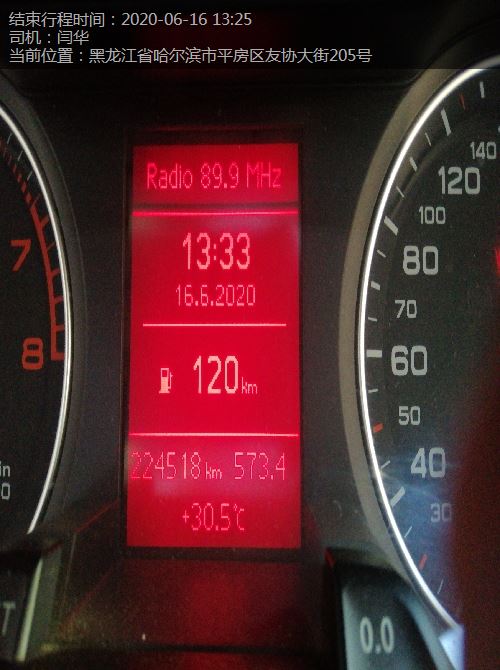 结束行程时间：2020-06-16 13:25
司机：闫华
当前位置：黑龙江省哈尔滨市平房区友协大街205号
Radio 89.9 MHz
13:33
16.6.2020
120km
224518km 573.4
+30.5℃
7
8
140
120
100
80
70
60
50
40
30
0.0